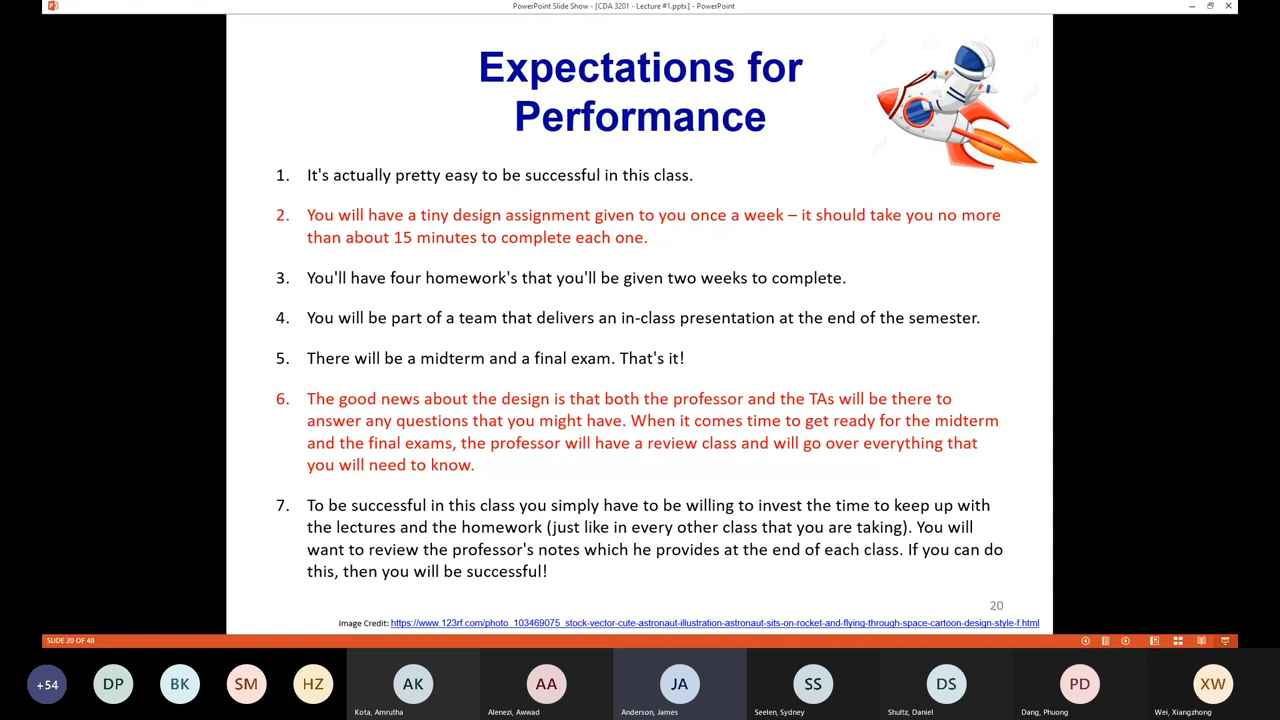 PowerPoint Slide Show - [CDA 3201 - Lecture #1.pptx] - PowerPoint
Expectations for
Performance
1. It's actually pretty easy to be successful in this class.
2. You will have a tiny design assignment given to you once a week – it should take you no more
than about 15 minutes to complete each one.
3. You'll have four homework's that you'll be given two weeks to complete.
4. You will be part of a team that delivers an in-class presentation at the end of the semester.
5. There will be a midterm and a final exam. That's it!
6. The good news about the design is that both the professor and the TAs will be there to
answer any questions that you might have. When it comes time to get ready for the midterm
and the final exams, the professor will have a review class and will go over everything that
you will need to know.
7. To be successful in this class you simply have to be willing to invest the time to keep up with
the lectures and the homework (just like in every other class that you are taking). You will
want to review the professor's notes which he provides at the end of each class. If you can do
this, then you will be successful!
20
Image Credit: https://www.123rf.com/photo_103469075_stock-vector-cute-astronaut-illustration-astronaut-sits-on-rocket-and-flying-through-space-cartoon-design-style-f.html
SLIDE 20 OF 48
+54 DP BK SM HZ AK AA JA SS DS PD XW
Kota, Amrutha Alenezi, Awwad Anderson, James Seelen, Sydney Shultz, Daniel Dang, Phuong Wei, Xiangzhong